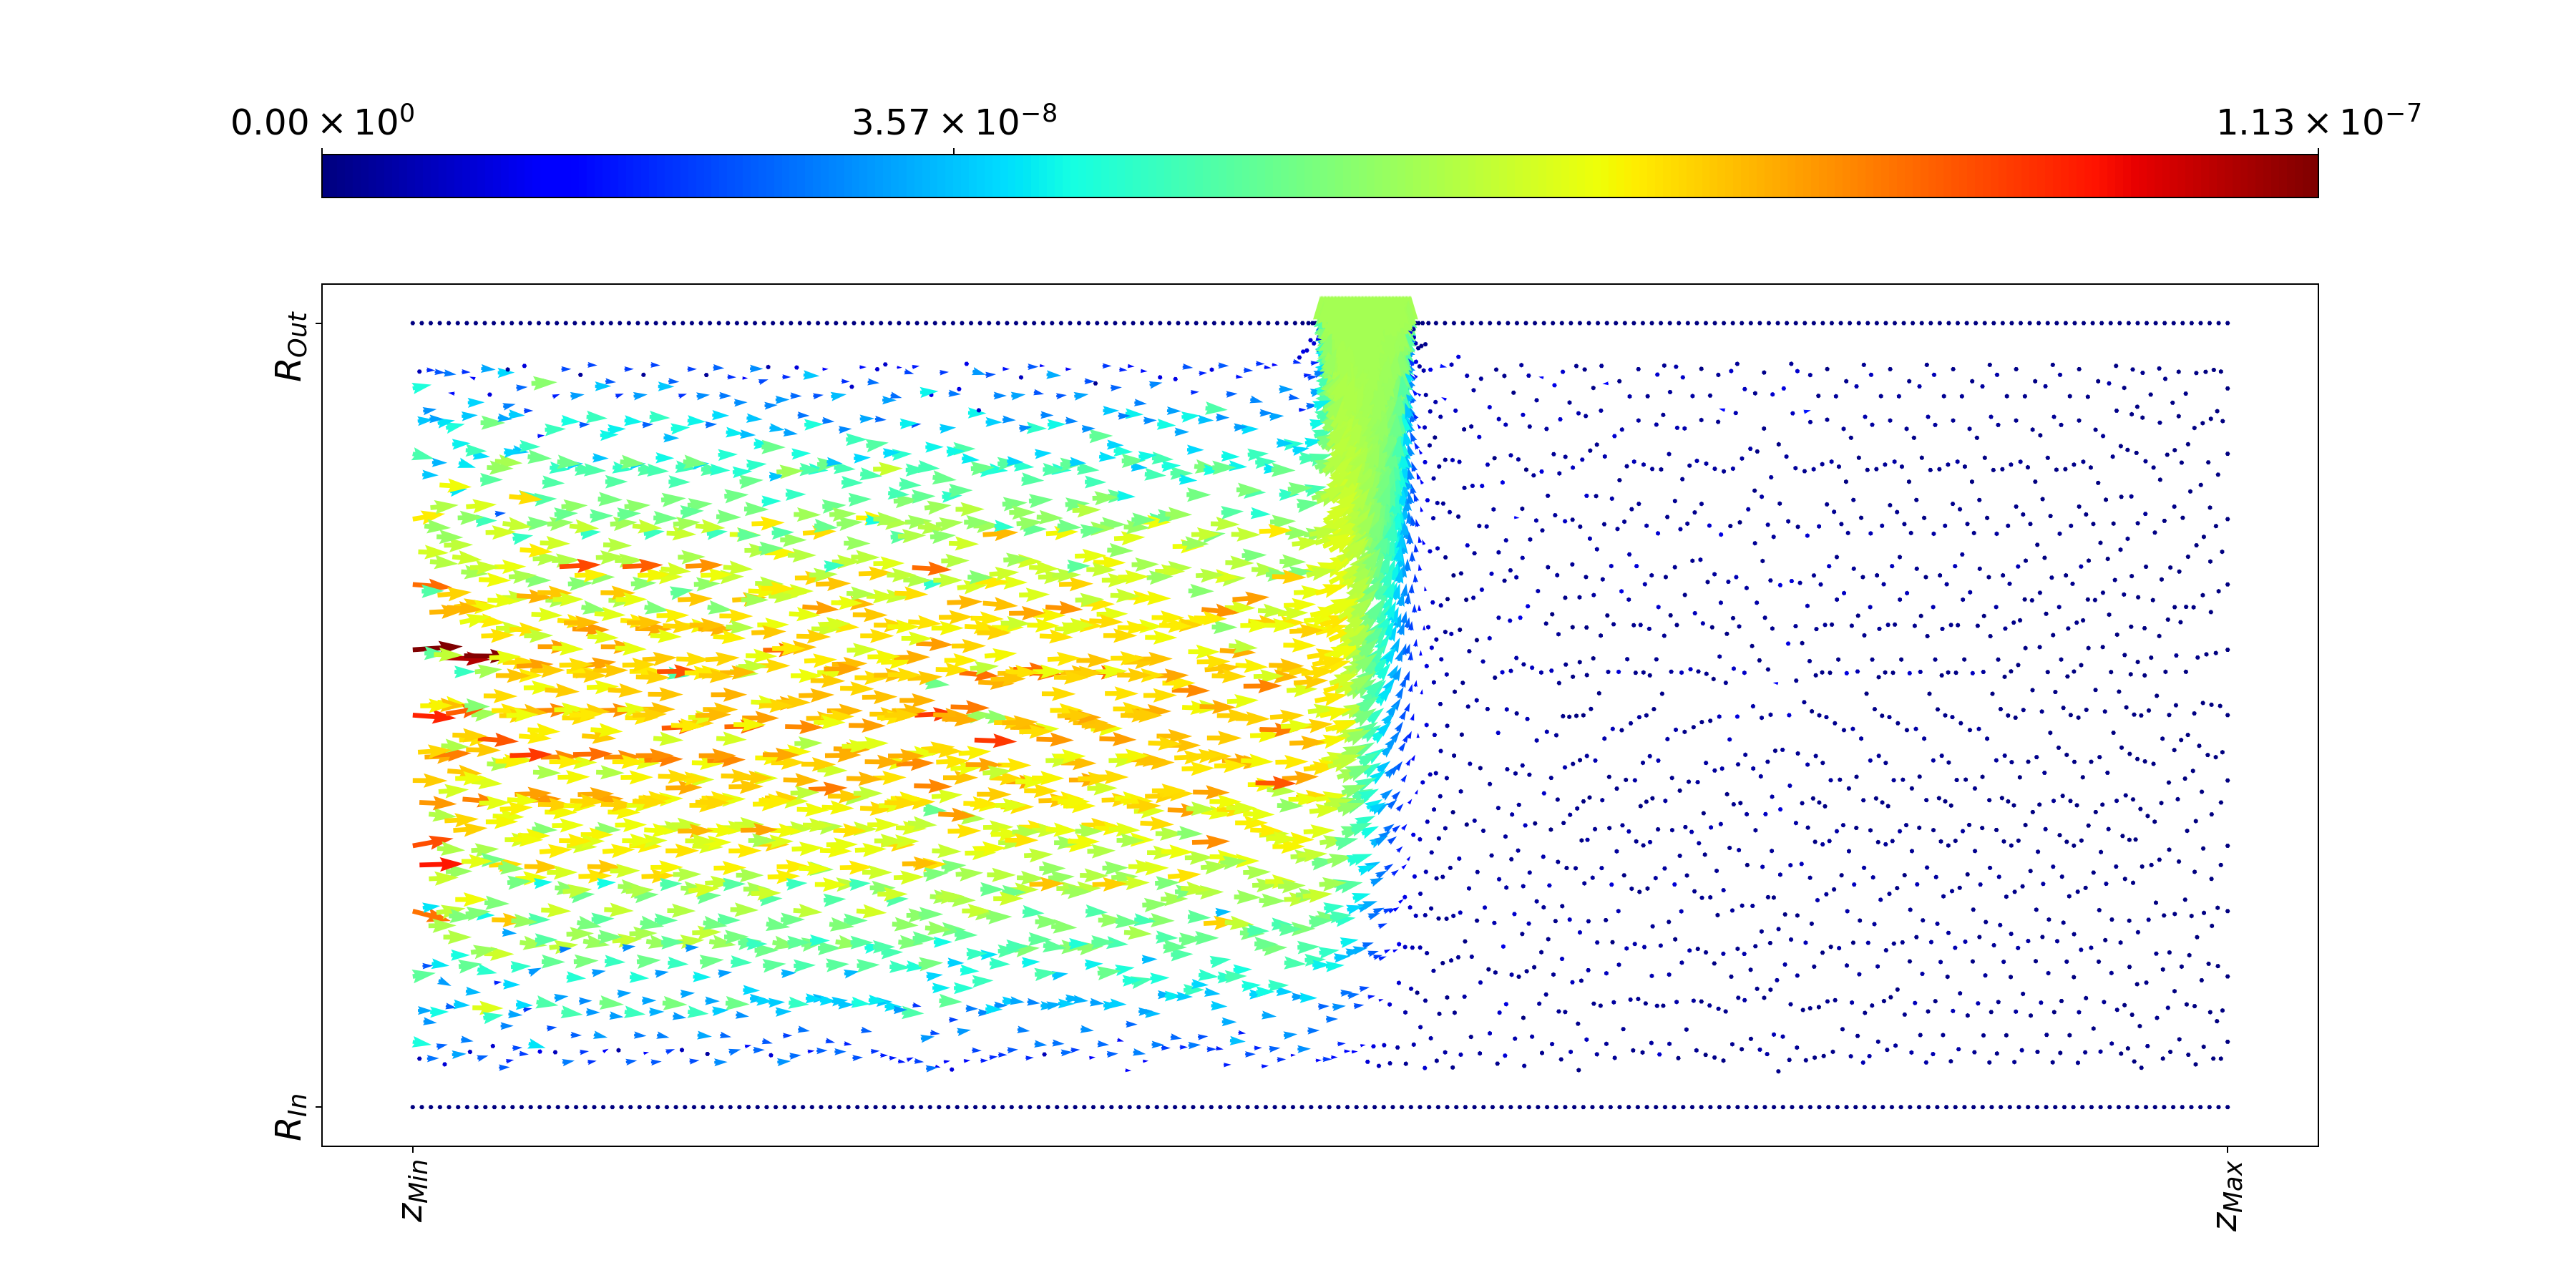 0.00 × 10⁰
3.57 × 10⁻⁸
1.13 × 10⁻⁷
R_Out
R_In
z_Min
z_Max